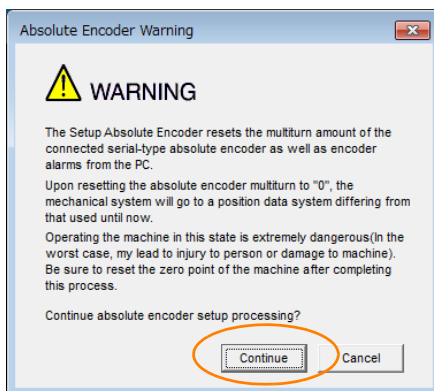 Absolute Encoder Warning
WARNING
The Setup Absolute Encoder resets the multiturn amount of the
connected serial-type absolute encoder as well as encoder
alarms from the PC.
Upon resetting the absolute encoder multiturn to "0", the
mechanical system will go to a position data system differing from
that used until now.
Operating the machine in this state is extremely dangerous(In the
worst case, my lead to injury to person or damage to machine).
Be sure to reset the zero point of the machine after completing
this process.
Continue absolute encoder setup processing?
Continue Cancel